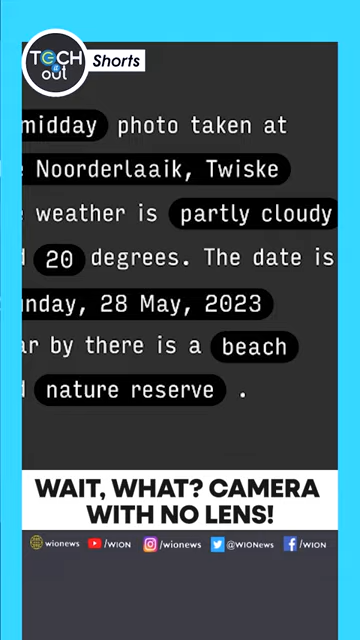 TECH
it
out
Shorts
midday photo taken at
Noorderlaaik, Twiske
weather is partly cloudy
20 degrees. The date is
28 May, 2023
by there is a beach
nature reserve .
WAIT, WHAT? CAMERA
WITH NO LENS!
wionews /WION /wionews @WIONews /WION